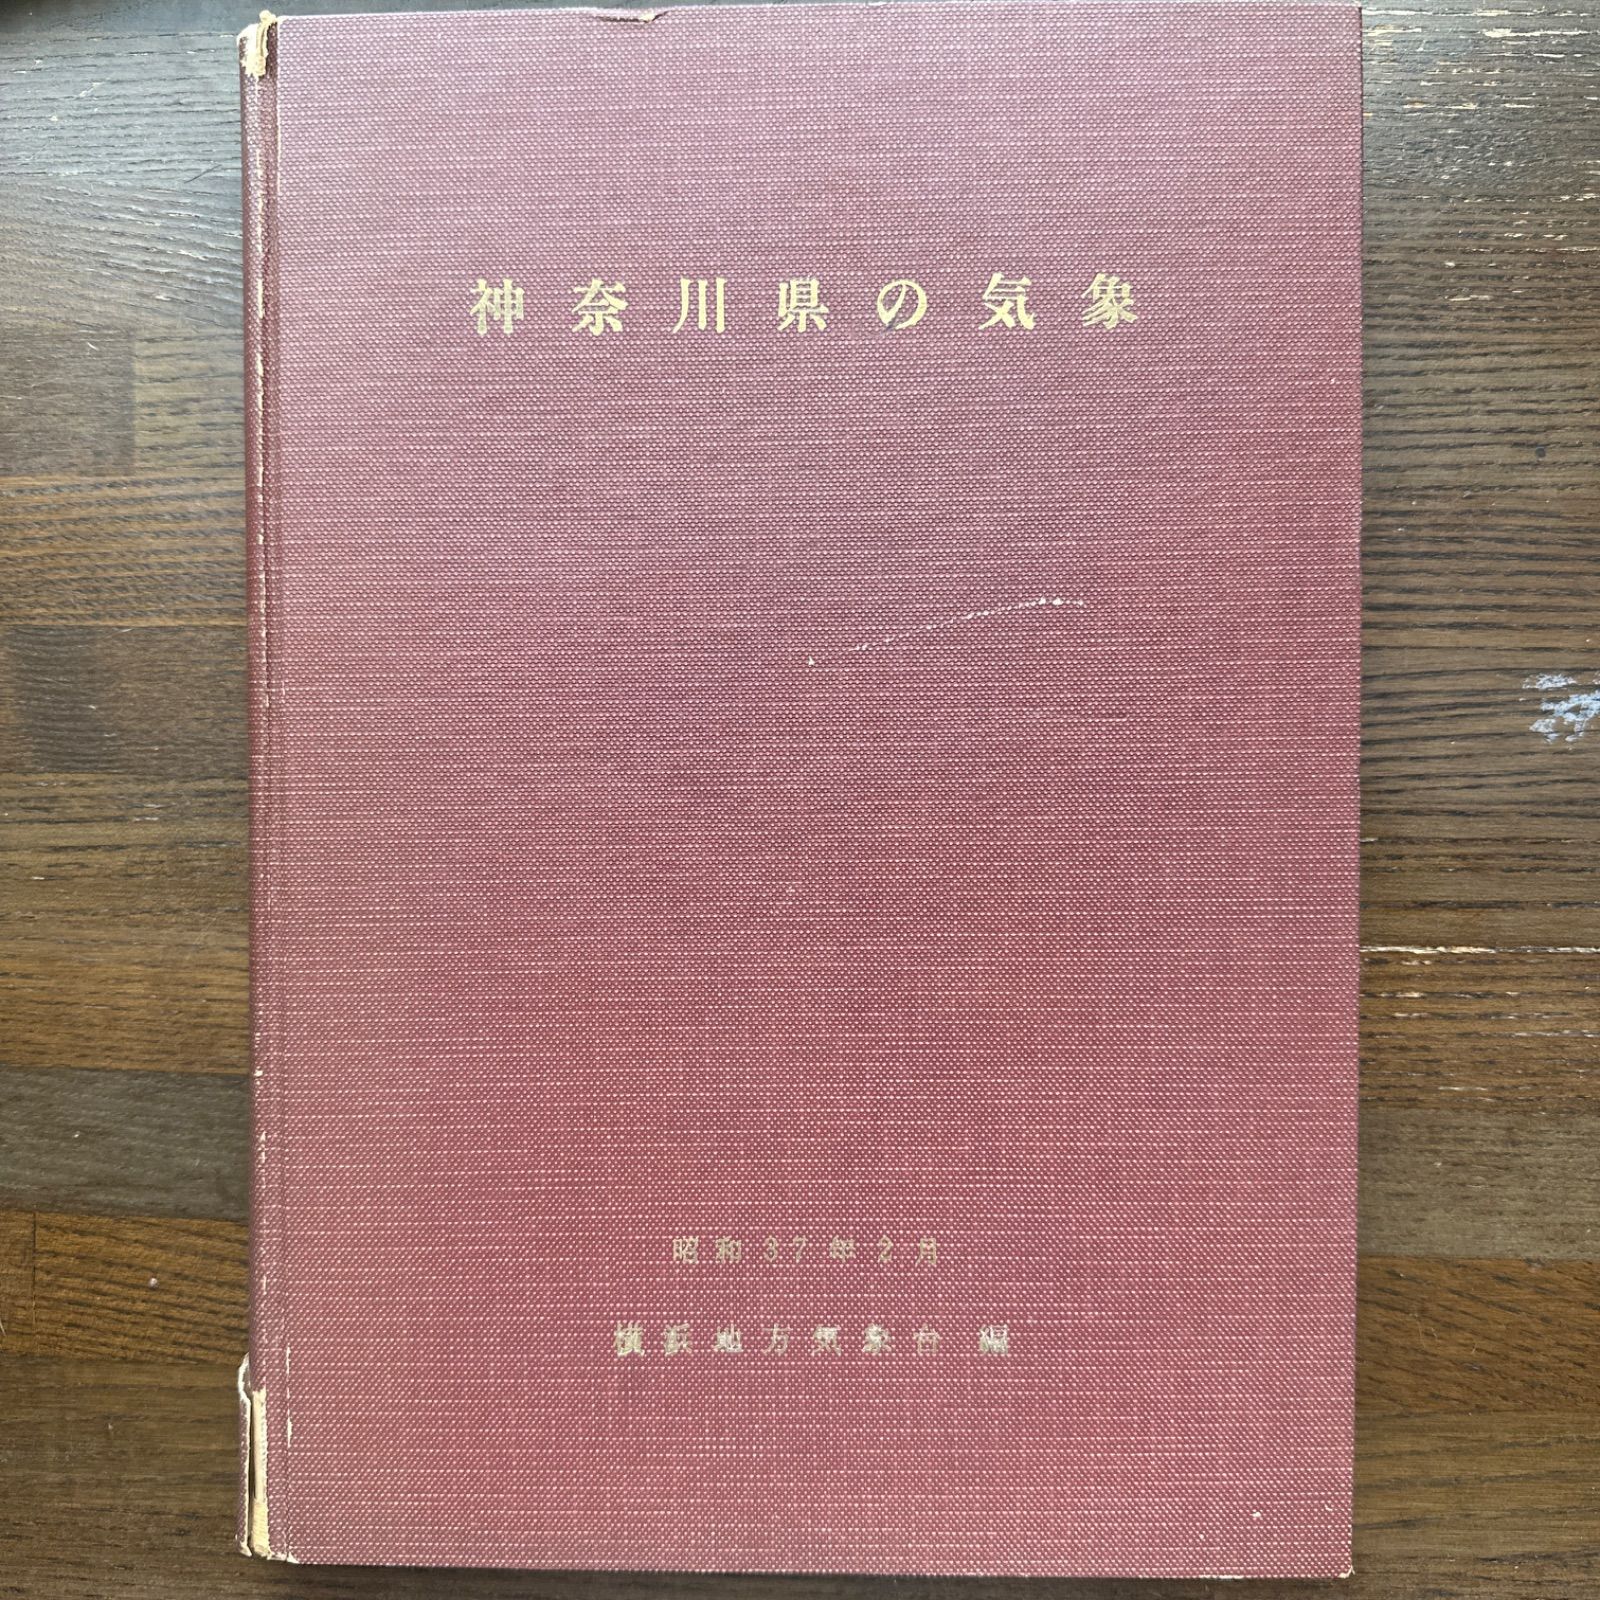 神奈川県の気象
昭和37年2月
横浜地方気象台 編